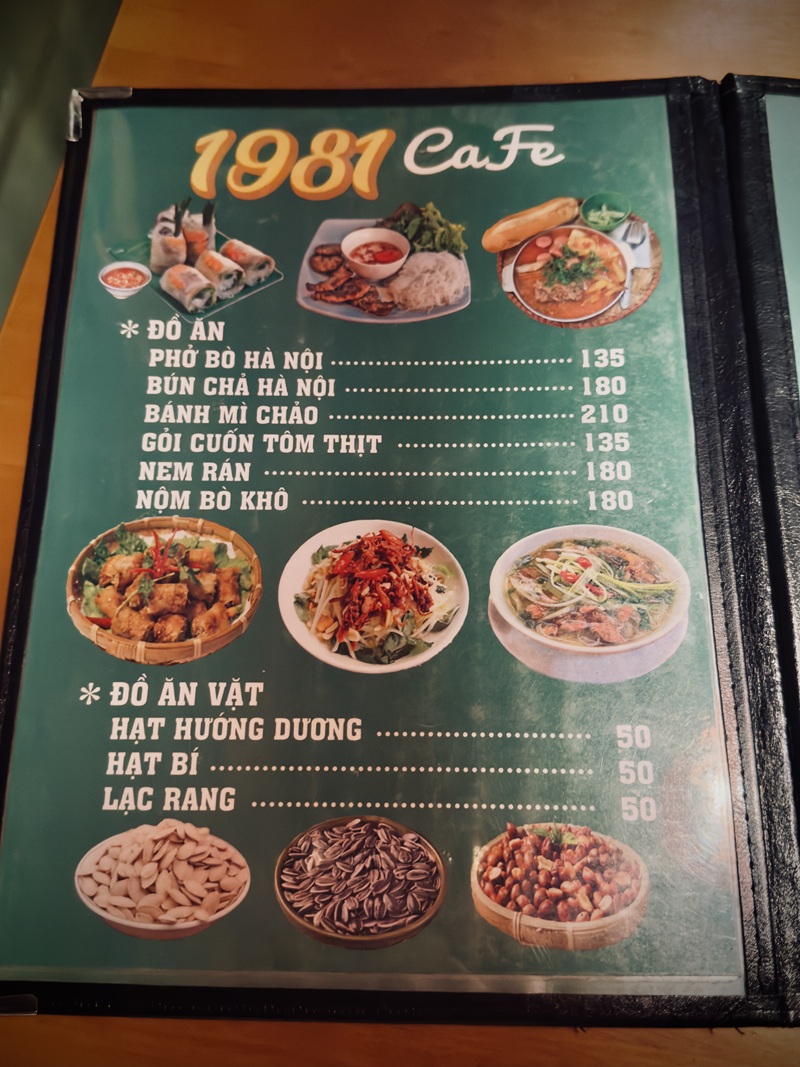 1981 CaFe
* ĐỒ ĂN
PHỞ BÒ HÀ NỘI 135
BÚN CHẢ HÀ NỘI 180
BÁNH MÌ CHẢO 210
GỎI CUỐN TÔM THỊT 135
NEM RÁN 180
NỘM BÒ KHÔ 180
* ĐỒ ĂN VẶT
HẠT HƯỚNG DƯƠNG 50
HẠT BÍ 50
LẠC RANG 50